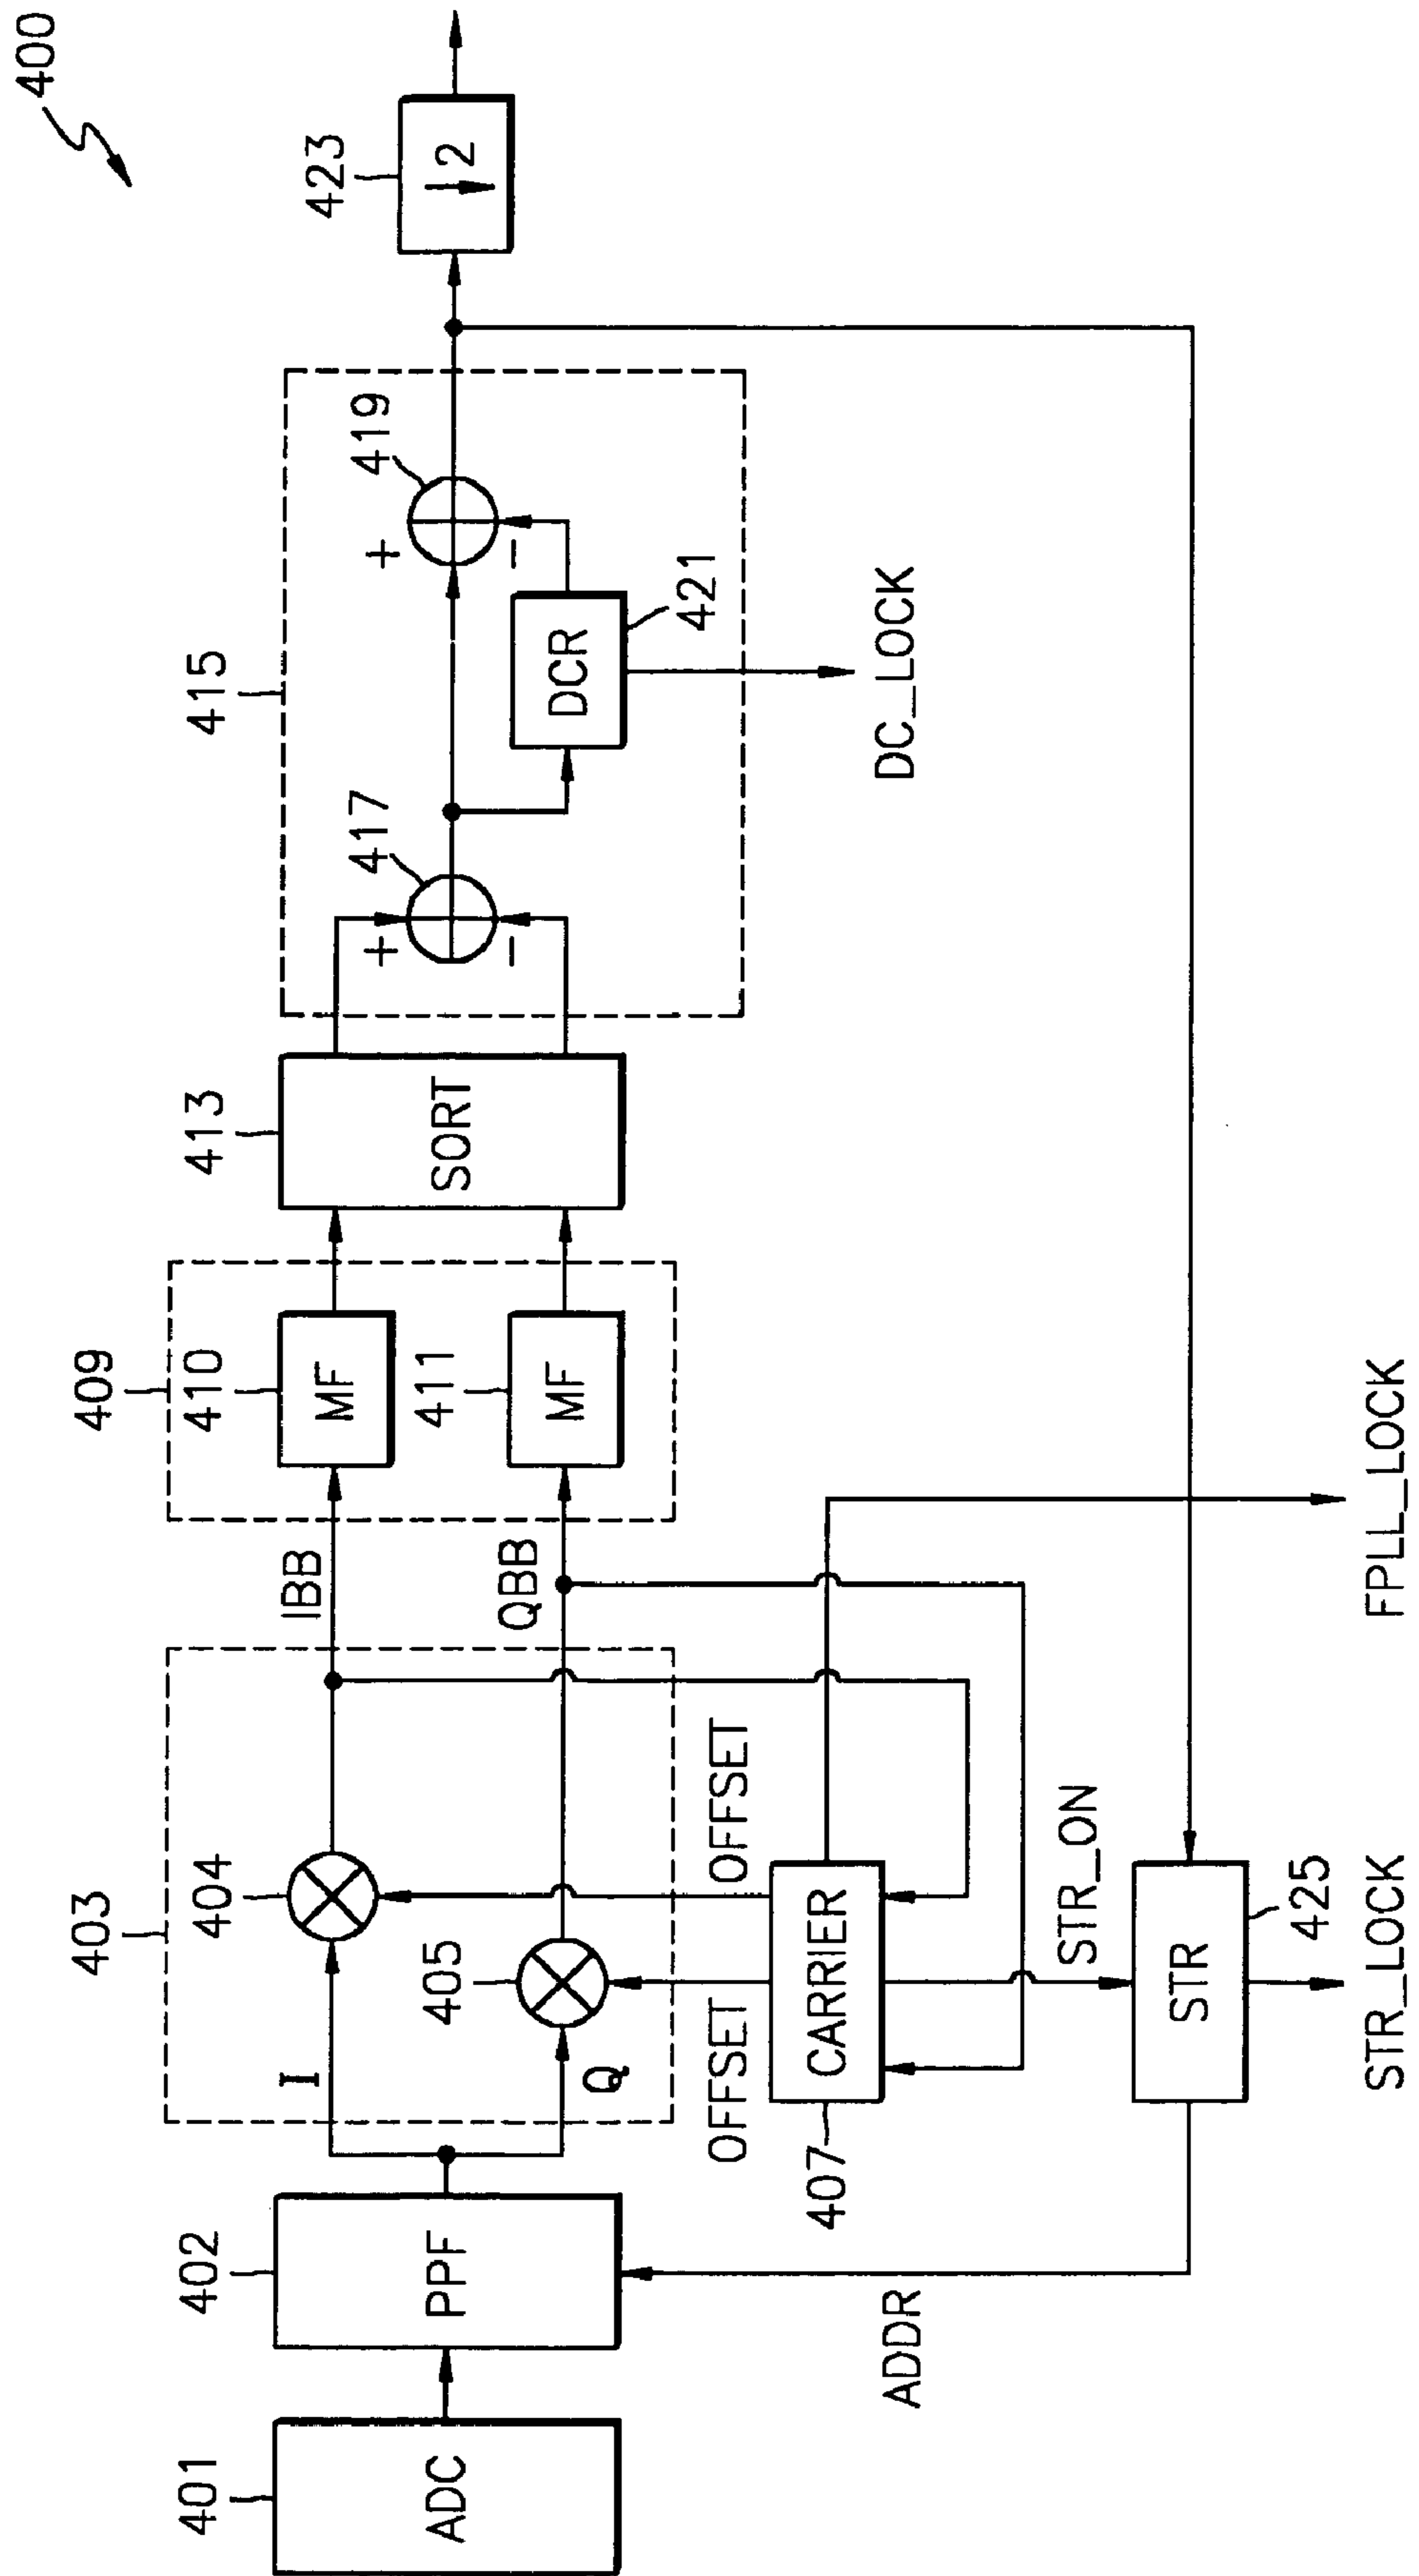 400
401
ADC
402
PPF
ADDR
403
I
Q
404
405
OFFSET
OFFSET
407
CARRIER
STR_ON
STR
425
STR_LOCK
FPLL_LOCK
IBB
QBB
409
410
MF
411
MF
413
SORT
415
417
+
-
419
+
-
DCR
421
DC_LOCK
423
↓2